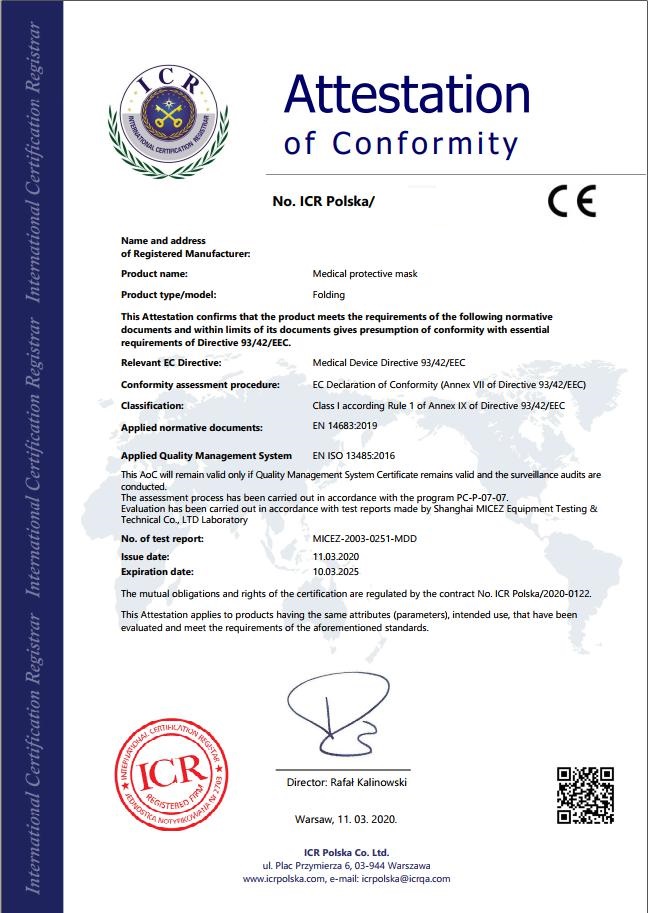 International Certification Registrar   International Certification Registrar   International Certification Registrar
ICR
INTERNATIONAL CERTIFICATION REGISTRAR
Attestation
of Conformity
No. ICR Polska/
CE
Name and address
of Registered Manufacturer:
Product name: Medical protective mask
Product type/model: Folding
This Attestation confirms that the product meets the requirements of the following normative
documents and within limits of its documents gives presumption of conformity with essential
requirements of Directive 93/42/EEC.
Relevant EC Directive: Medical Device Directive 93/42/EEC
Conformity assessment procedure: EC Declaration of Conformity (Annex VII of Directive 93/42/EEC)
Classification: Class I according Rule 1 of Annex IX of Directive 93/42/EEC
Applied normative documents: EN 14683:2019
Applied Quality Management System EN ISO 13485:2016
This AoC will remain valid only if Quality Management System Certificate remains valid and the surveillance audits are
conducted.
The assessment process has been carried out in accordance with the program PC-P-07-07.
Evaluation has been carried out in accordance with test reports made by Shanghai MICEZ Equipment Testing &
Technical Co., LTD Laboratory
No. of test report: MICEZ-2003-0251-MDD
Issue date: 11.03.2020
Expiration date: 10.03.2025
The mutual obligations and rights of the certification are regulated by the contract No. ICR Polska/2020-0122.
This Attestation applies to products having the same attributes (parameters), intended use, that have been
evaluated and meet the requirements of the aforementioned standards.
INTERNATIONAL CERTIFICATION REGISTRAR
ICR
REGISTERED FIRM
JEDNOSTKA NOTYFIKOWANA Nr 2703
Director: Rafał Kalinowski
Warsaw, 11. 03. 2020.
ICR Polska Co. Ltd.
ul. Plac Przymierza 6, 03-944 Warszawa
www.icrpolska.com, e-mail: icrpolska@icrqa.com